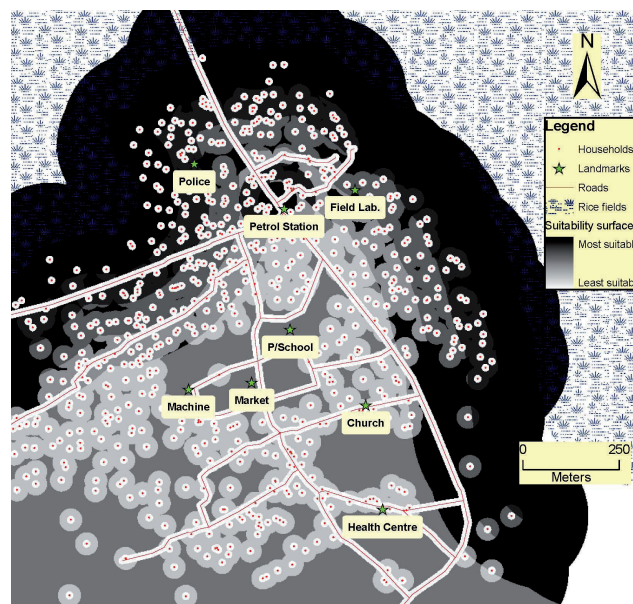 N
Legend
Households
Landmarks
Roads
Rice fields
Suitability surface
Most suitabl
Least suitab
Police
Field Lab.
Petrol Station
P/School
Machine
Market
Church
0
250
Meters
Health Centre